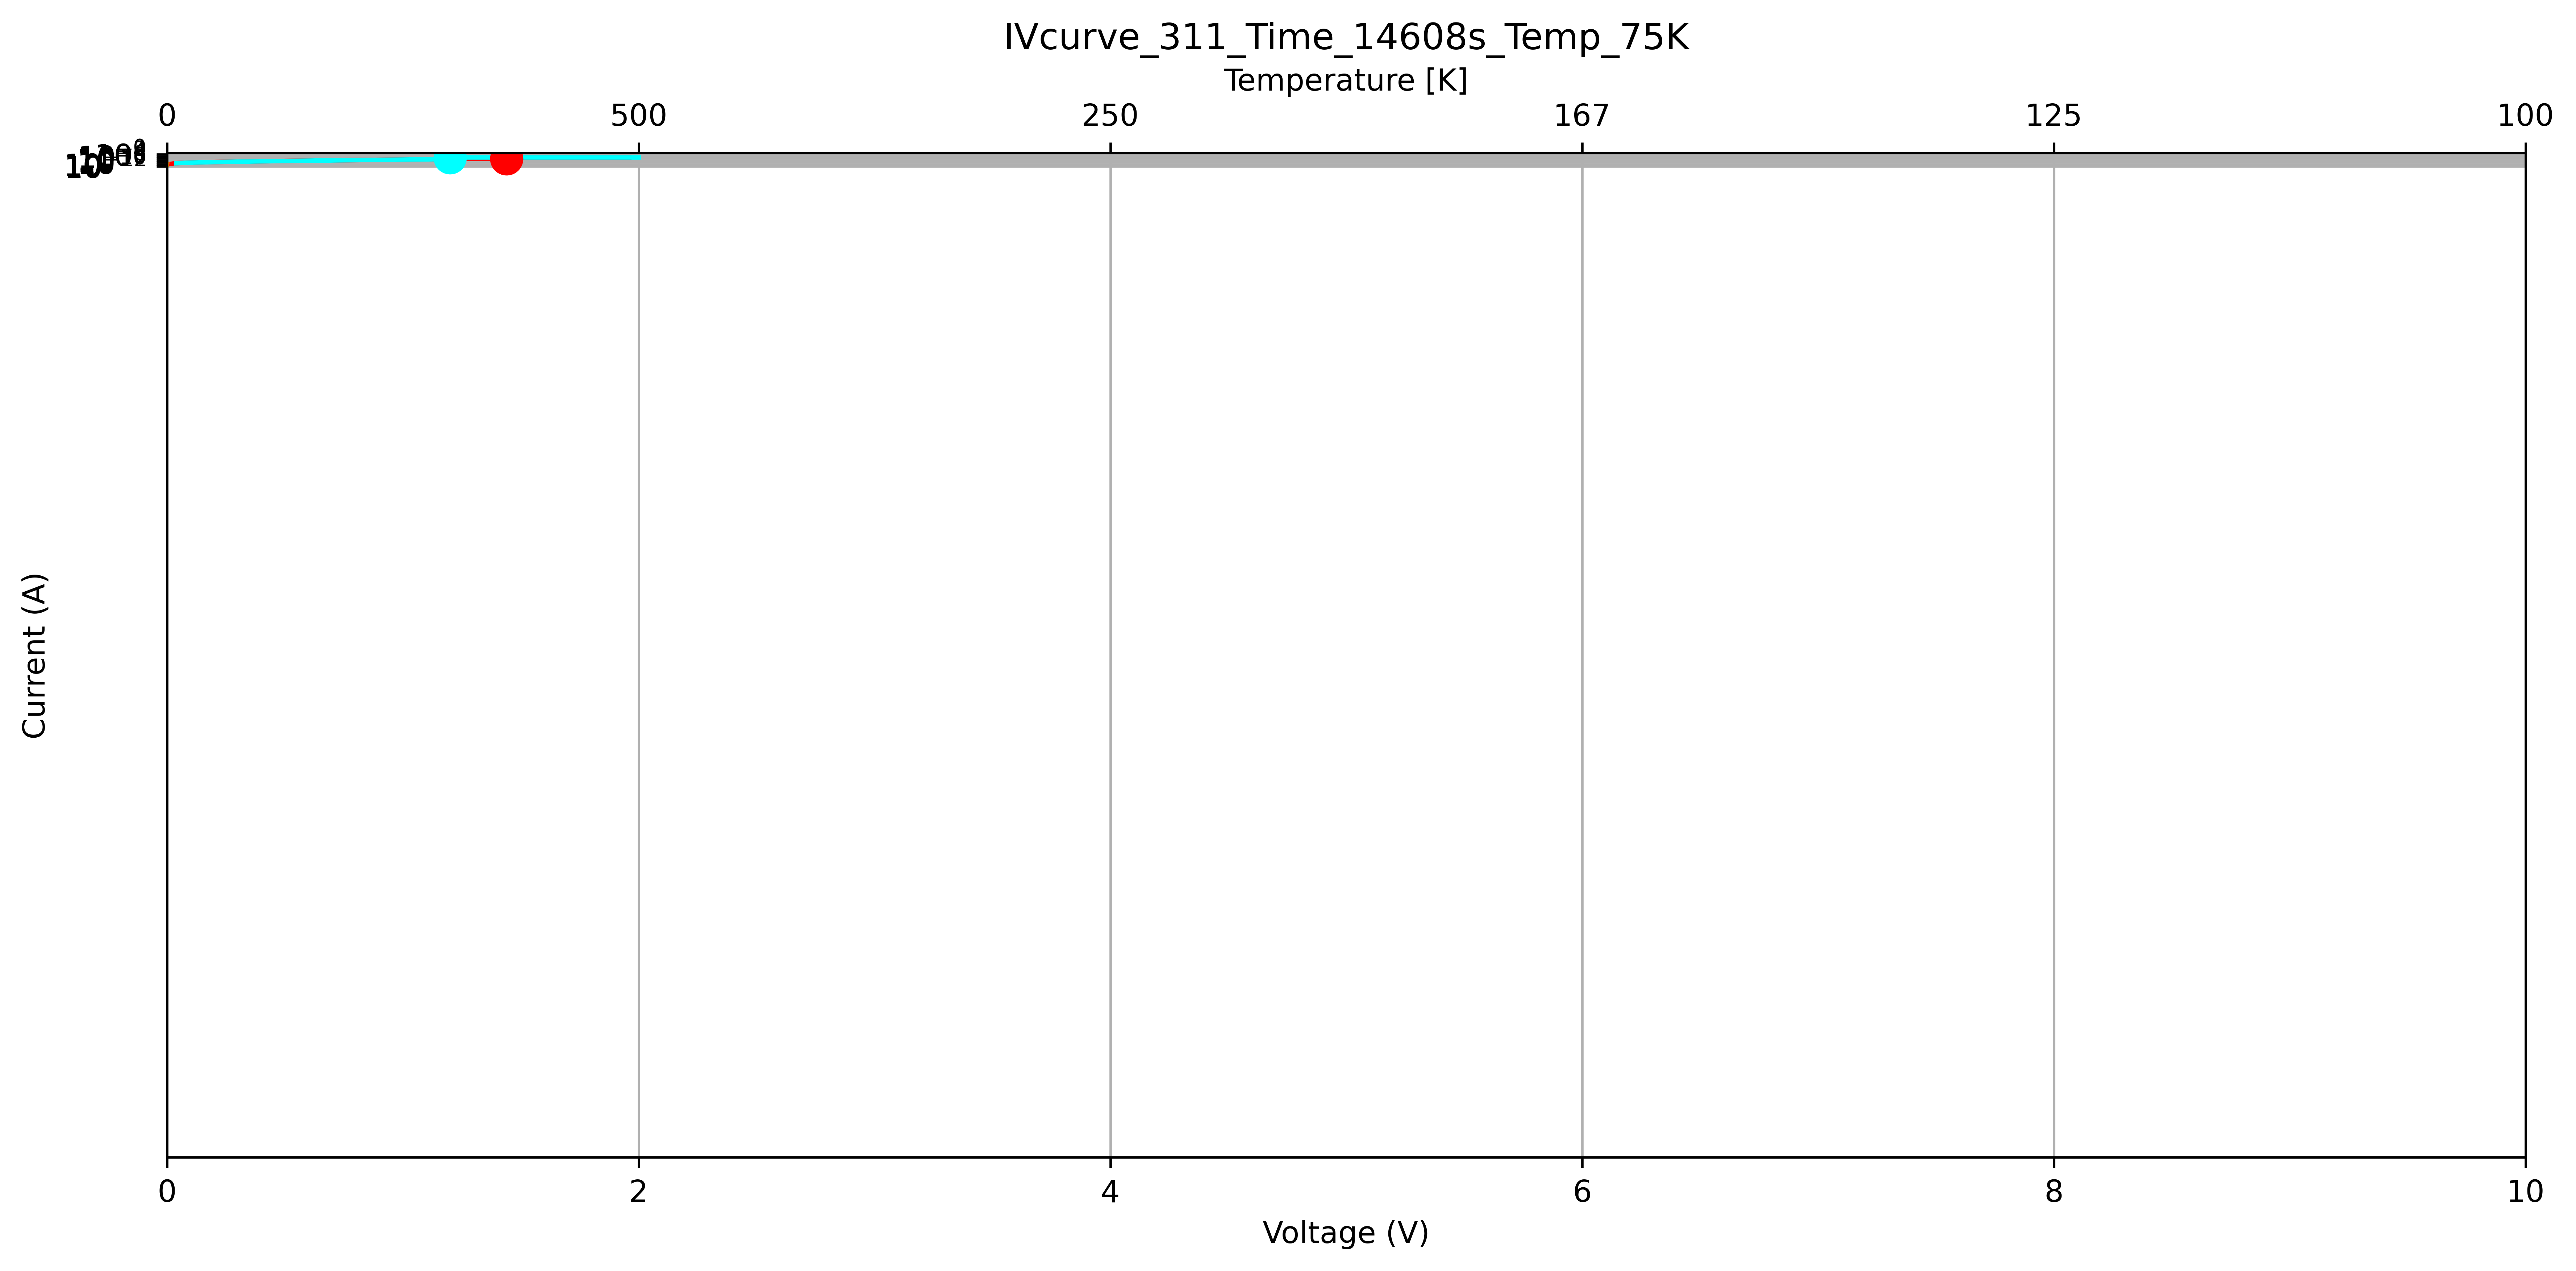 IVcurve_311_Time_14608s_Temp_75K
Temperature [K]
0 500 250 167 125 100
Current (A)
0 2 4 6 8 10
Voltage (V)